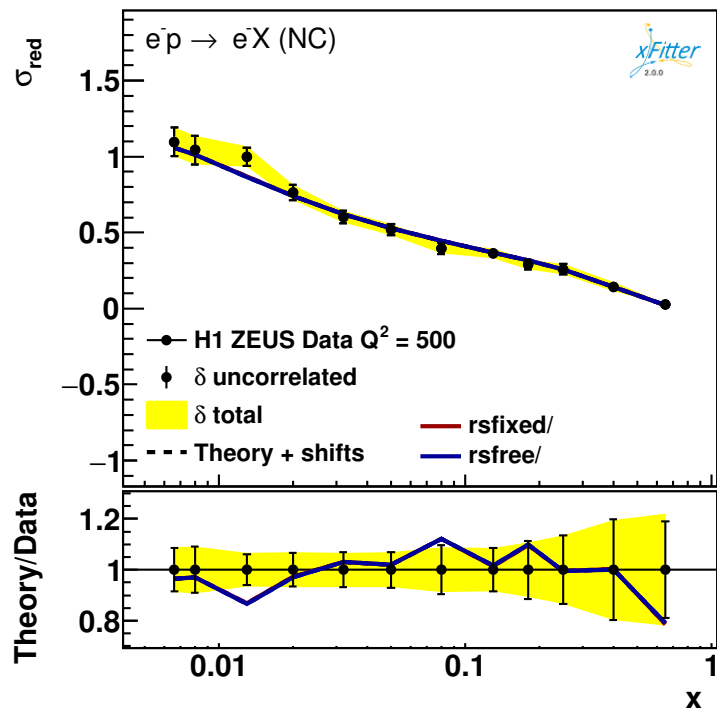 e⁻p → e⁻X (NC)
xFitter
2.0.0
σred
1.5
1
0.5
0
−0.5
−1
H1 ZEUS Data Q² = 500
δ uncorrelated
δ total
Theory + shifts
rsfixed/
rsfree/
Theory/Data
1.2
1
0.8
0.01
0.1
1
x